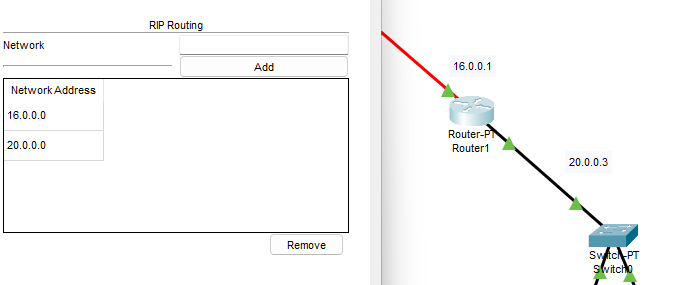 RIP Routing
Network
Add
Network Address
16.0.0.0
20.0.0.0
Remove
16.0.0.1
Router-PT
Router1
20.0.0.3
Switch-PT
Switch0